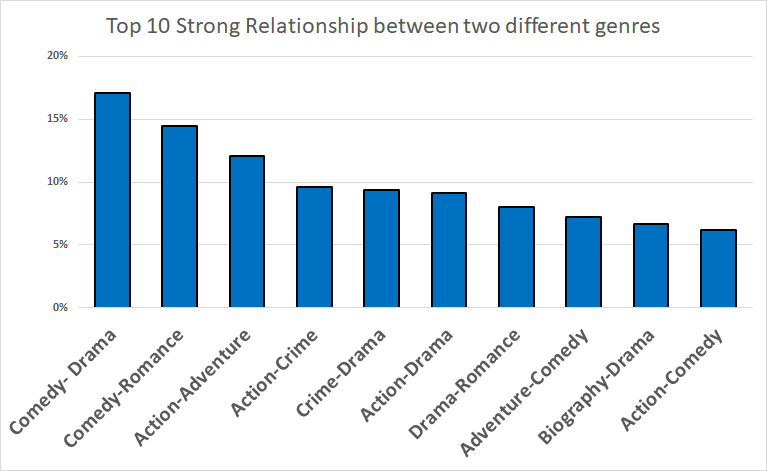 Top 10 Strong Relationship between two different genres
20%
15%
10%
5%
0%
Comedy- Drama
Comedy-Romance
Action-Adventure
Action-Crime
Crime-Drama
Action-Drama
Drama-Romance
Adventure-Comedy
Biography-Drama
Action-Comedy